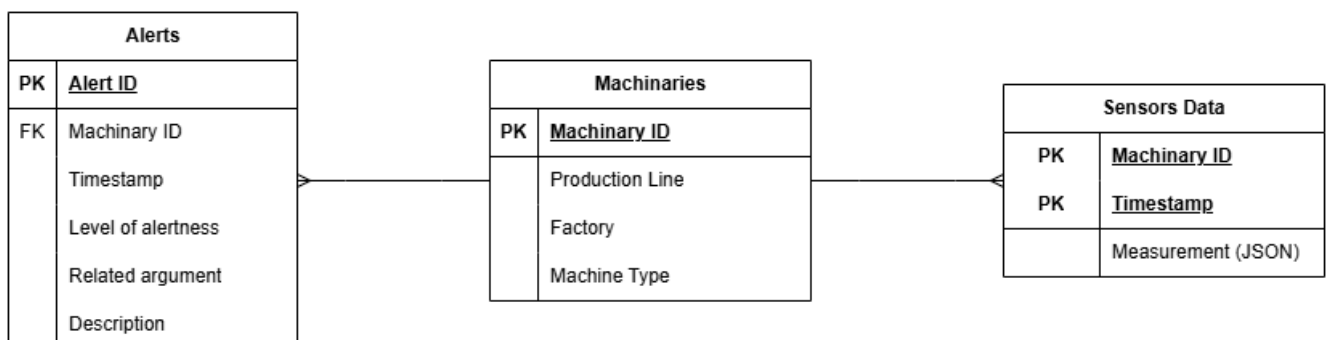 Alerts
PK Alert ID
FK Machinary ID
Timestamp
Level of alertness
Related argument
Description
Machinaries
PK Machinary ID
Production Line
Factory
Machine Type
Sensors Data
PK Machinary ID
PK Timestamp
Measurement (JSON)